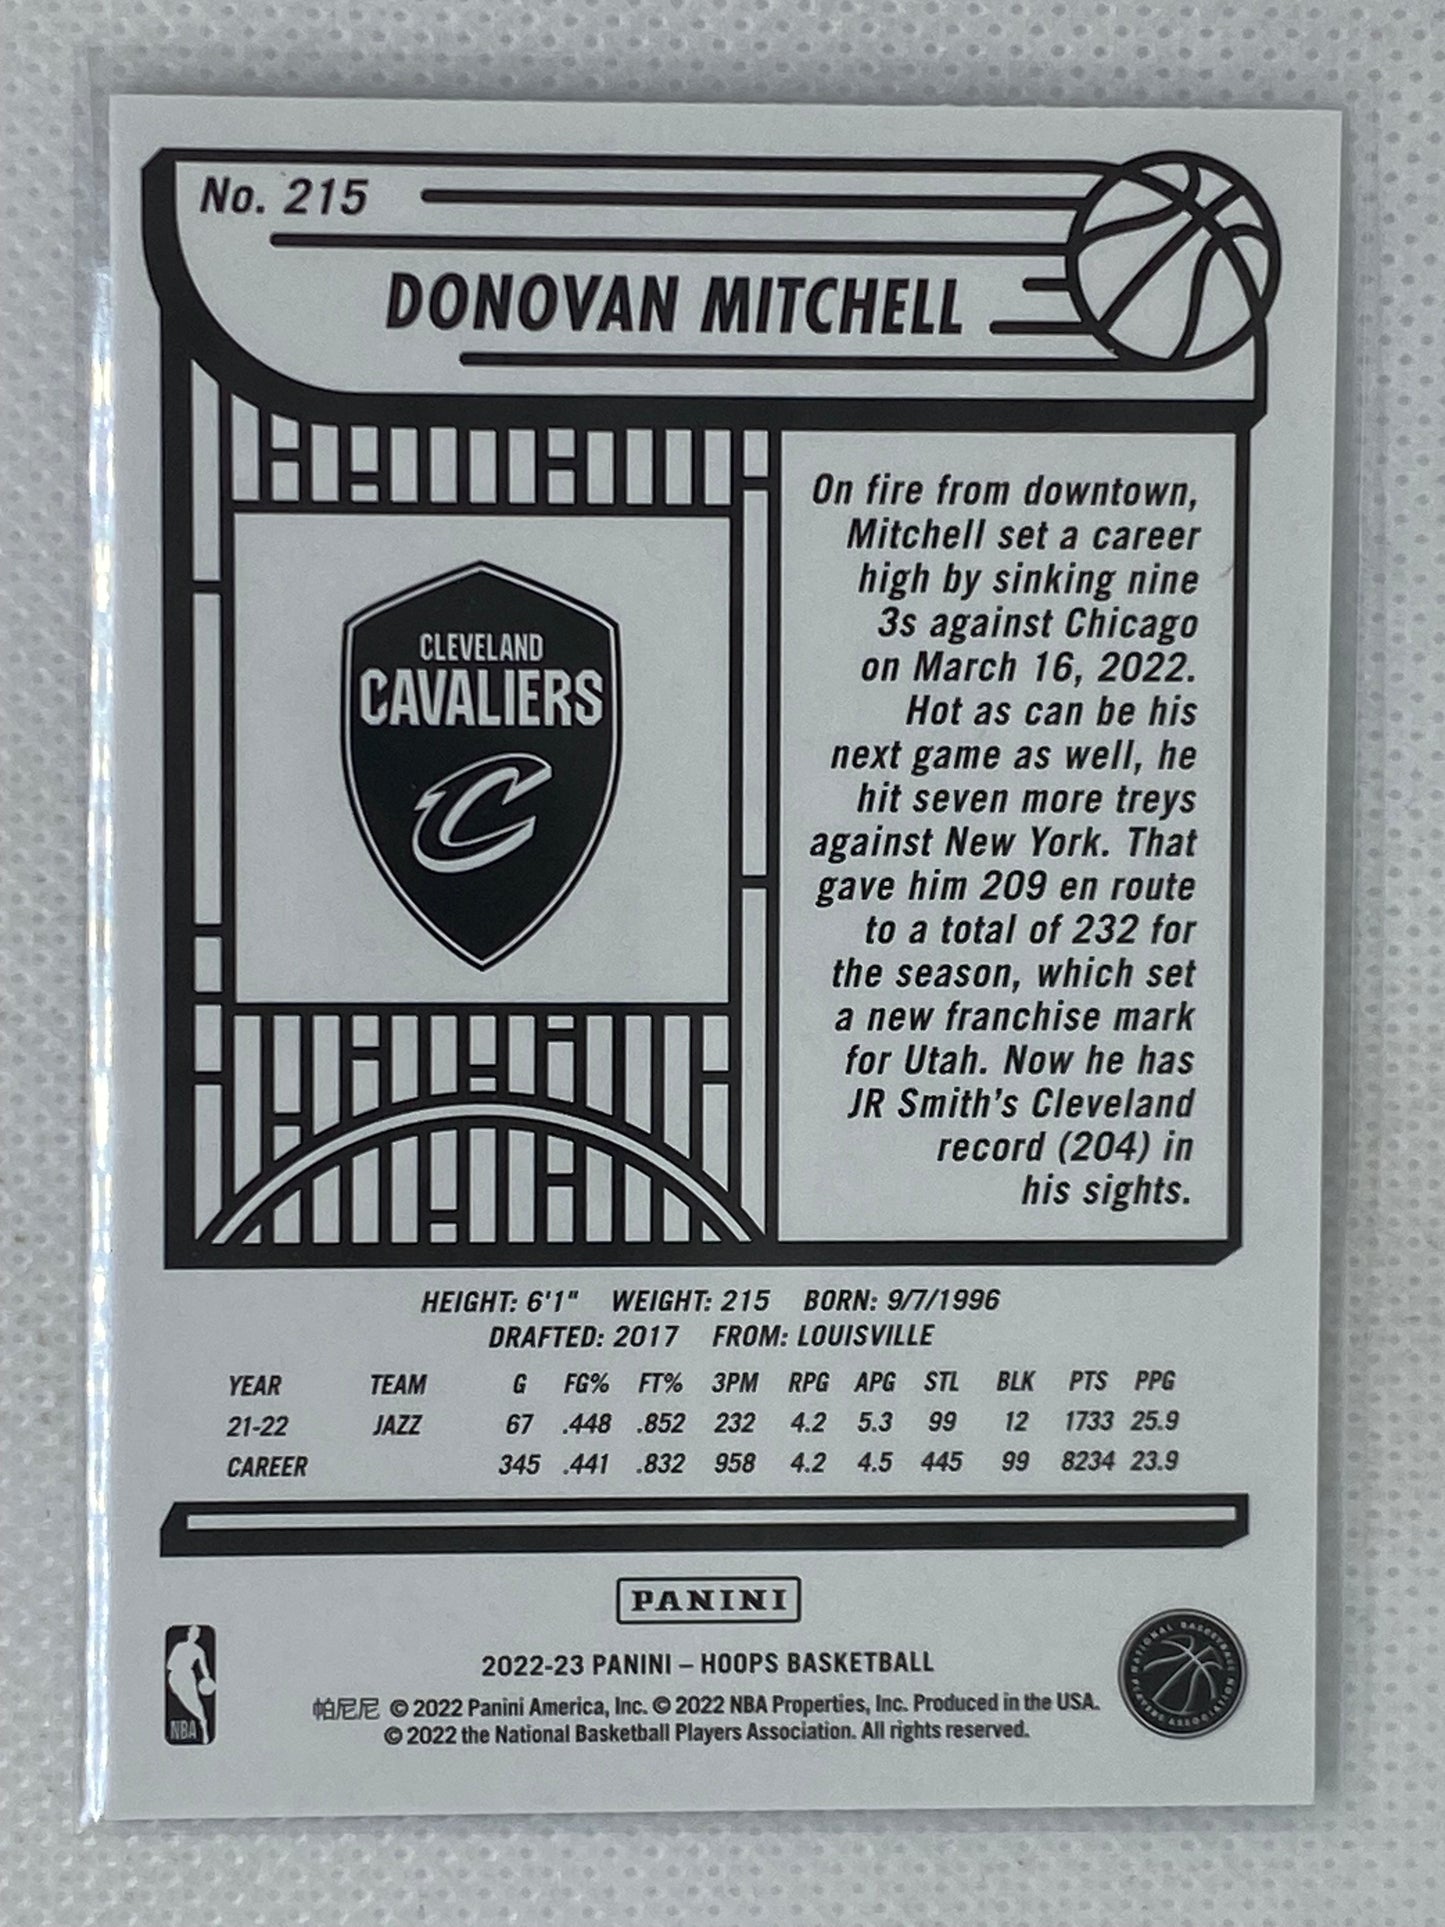 No. 215
DONOVAN MITCHELL
CLEVELAND
CAVALIERS
C
On fire from downtown,
Mitchell set a career
high by sinking nine
3s against Chicago
on March 16, 2022.
Hot as can be his
next game as well, he
hit seven more treys
against New York. That
gave him 209 en route
to a total of 232 for
the season, which set
a new franchise mark
for Utah. Now he has
JR Smith's Cleveland
record (204) in
his sights.
HEIGHT: 6'1" WEIGHT: 215 BORN: 9/7/1996
DRAFTED: 2017 FROM: LOUISVILLE
YEAR TEAM G FG% FT% 3PM RPG APG STL BLK PTS PPG
21-22 JAZZ 67 .448 .852 232 4.2 5.3 99 12 1733 25.9
CAREER 345 .441 .832 958 4.2 4.5 445 99 8234 23.9
PANINI
2022-23 PANINI – HOOPS BASKETBALL
帕尼尼 © 2022 Panini America, Inc. © 2022 NBA Properties, Inc. Produced in the USA.
© 2022 the National Basketball Players Association. All rights reserved.
NBA
NATIONAL BASKETBALL PLAYERS ASSOCIATION